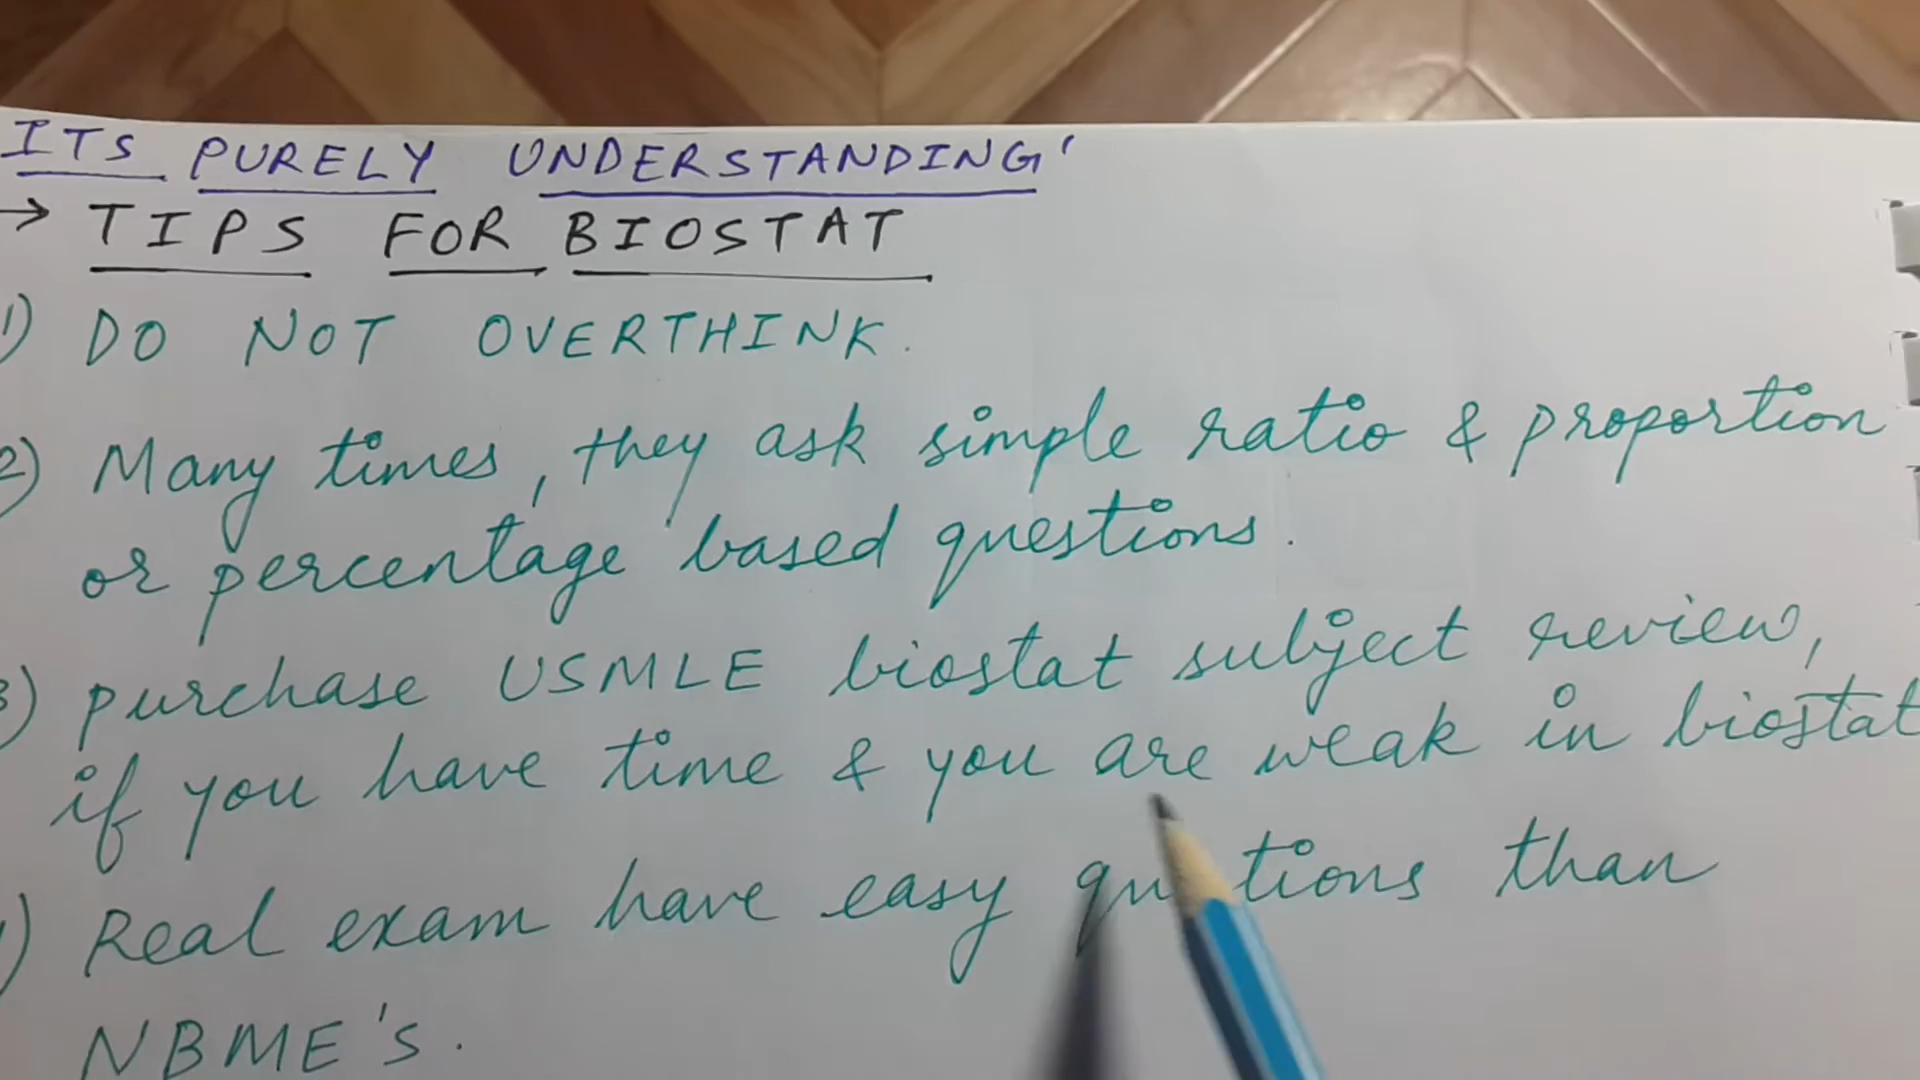 ITS PURELY UNDERSTANDING'
→ TIPS FOR BIOSTAT
1) DO NOT OVERTHINK.
2) Many times, they ask simple ratio & proportion
or percentage based questions.
3) purchase USMLE biostat subject review,
if you have time & you are weak in biostat
Real exam have easy than
NBME's.